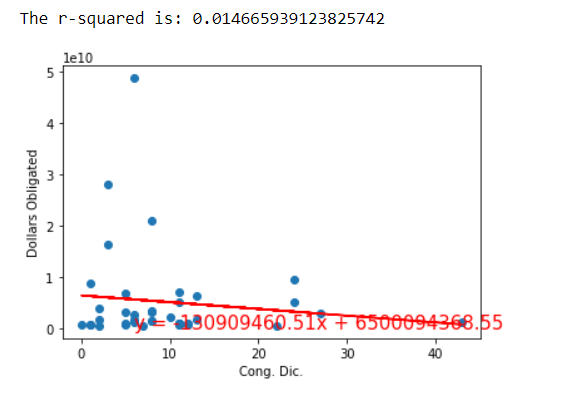 The r-squared is: 0.014665939123825742
1e10
5
4
3
2
1
0
Dollars Obligated
y = -130909460.51x + 6500094368.55
0 10 20 30 40
Cong. Dic.